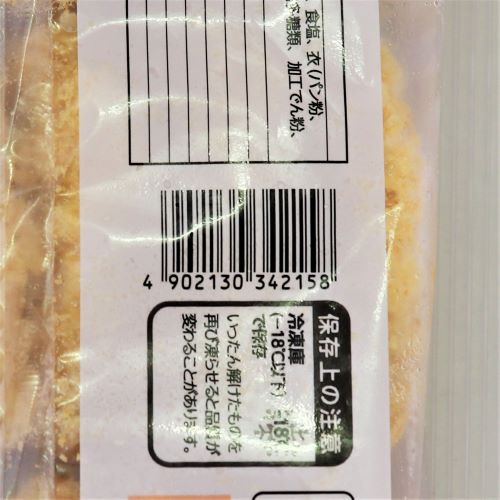 食塩、衣(パン粉、
糖類、加工でん粉、
4 902130 342158
保存上の注意
冷凍庫
(-18℃以下)
で保存
いったん解けたものを
再び凍らせると品質が
変わることがあります。